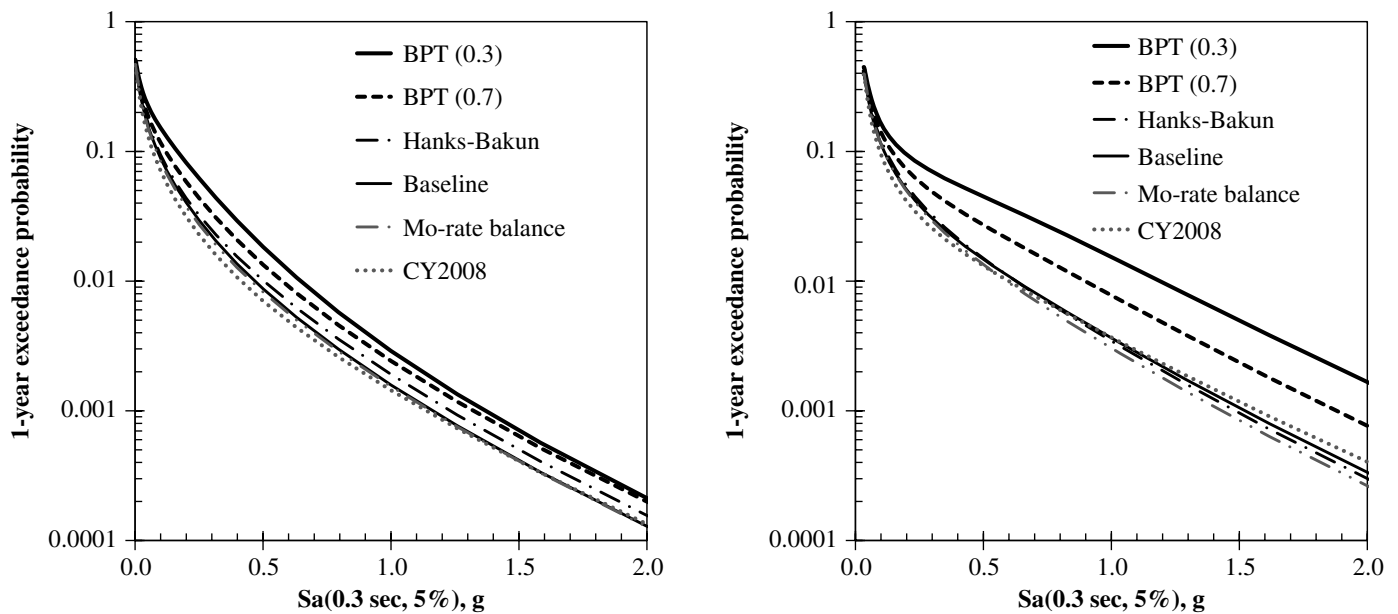 1
0.1
0.01
0.001
0.0001
1-year exceedance probability
BPT (0.3)
BPT (0.7)
Hanks-Bakun
Baseline
Mo-rate balance
CY2008
0.0 0.5 1.0 1.5 2.0
Sa(0.3 sec, 5%), g
1
0.1
0.01
0.001
0.0001
1-year exceedance probability
BPT (0.3)
BPT (0.7)
Hanks-Bakun
Baseline
Mo-rate balance
CY2008
0.0 0.5 1.0 1.5 2.0
Sa(0.3 sec, 5%), g